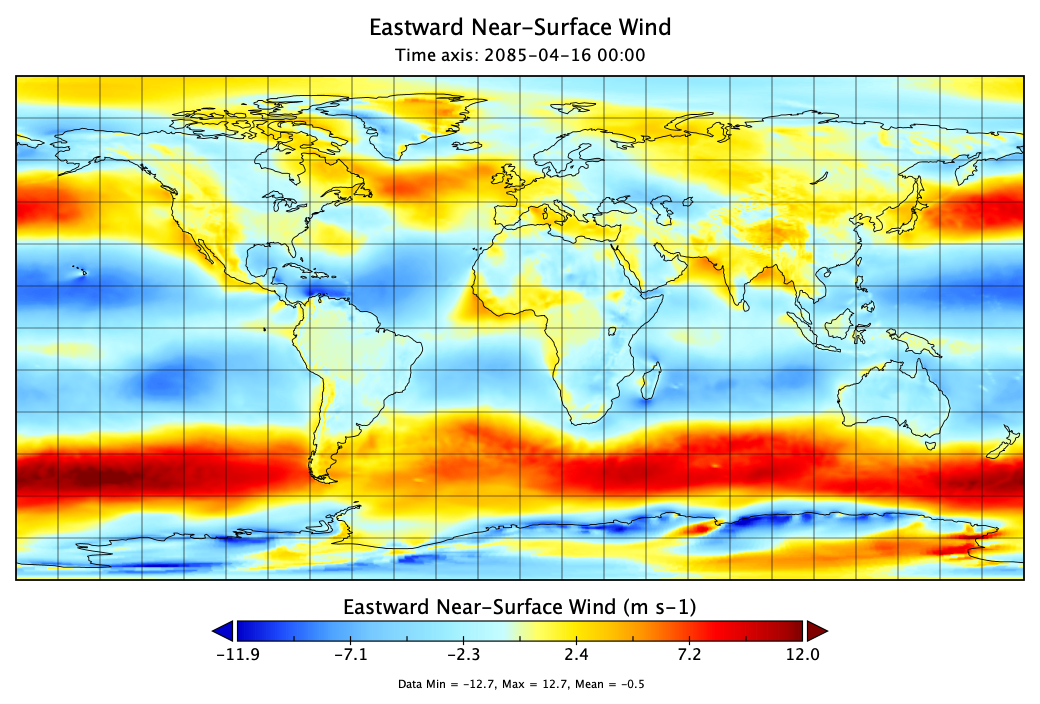 Eastward Near-Surface Wind
Time axis: 2085-04-16 00:00
Eastward Near-Surface Wind (m s-1)
-11.9 -7.1 -2.3 2.4 7.2 12.0
Data Min = -12.7, Max = 12.7, Mean = -0.5